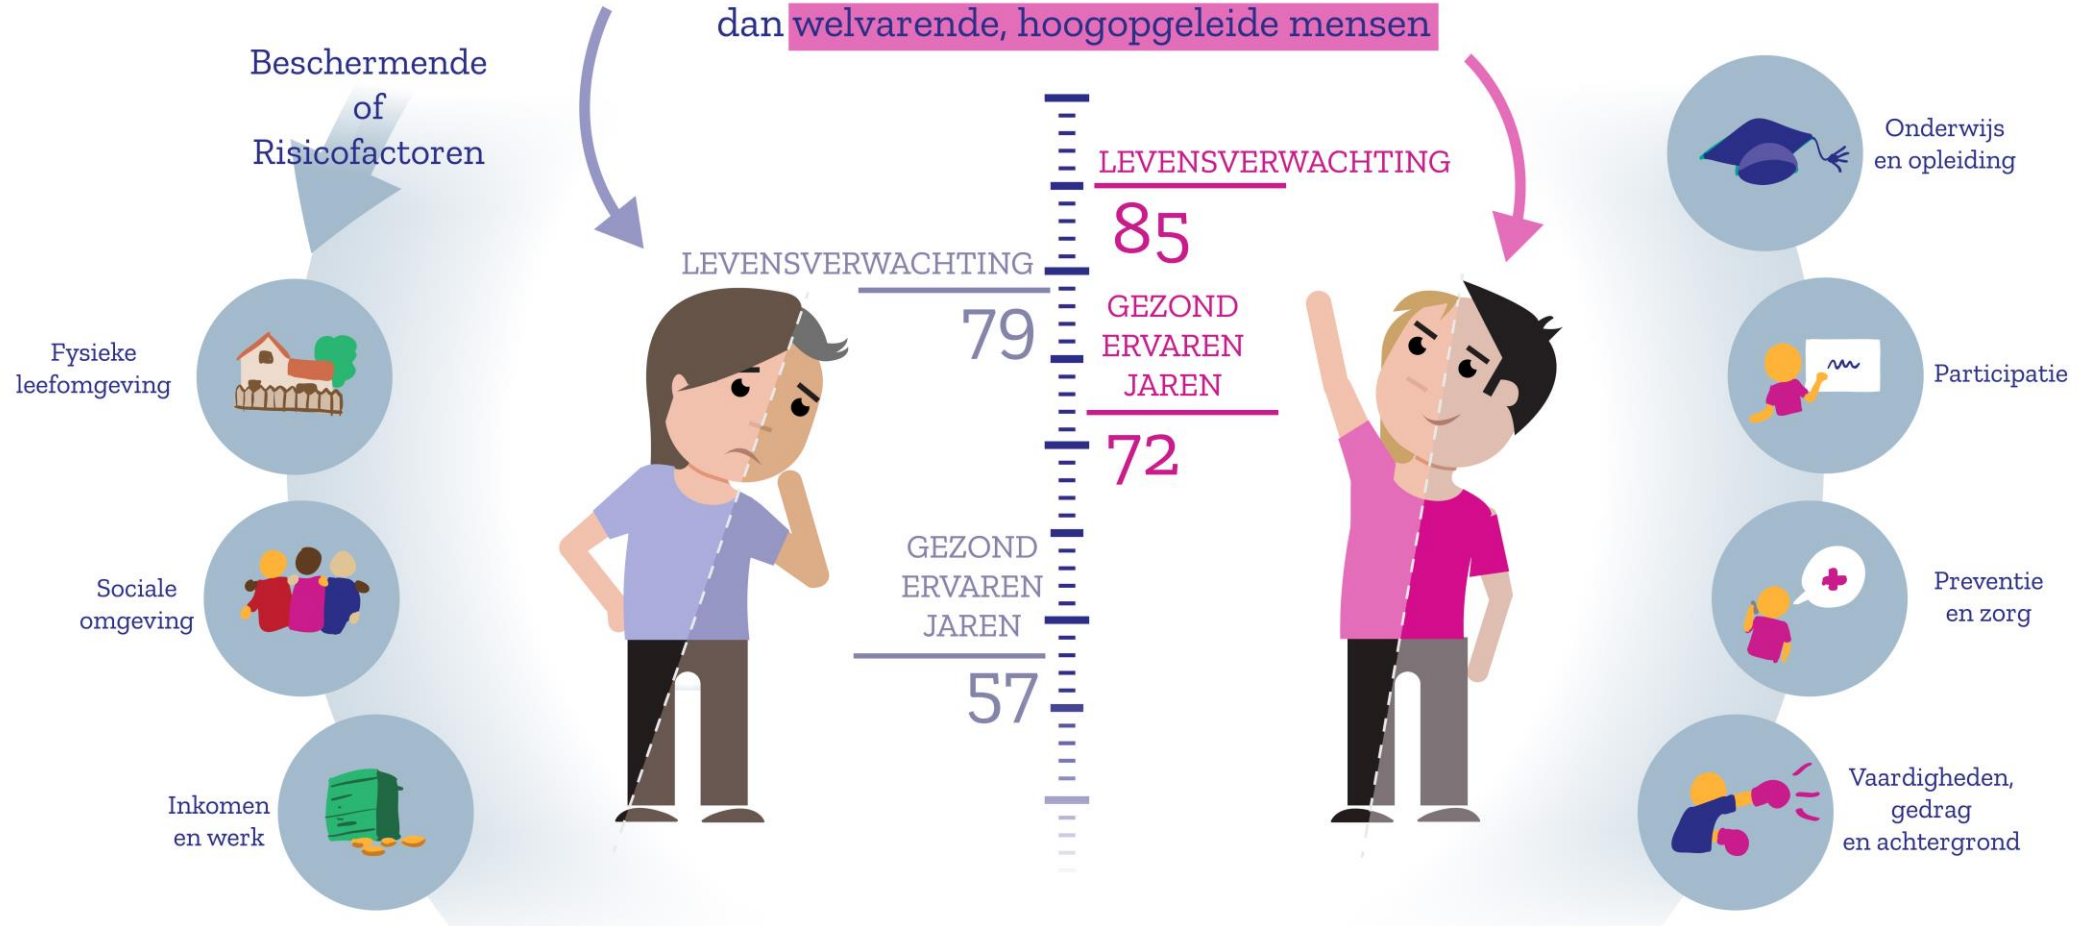 dan welvarende, hoogopgeleide mensen
Beschermende
of
Risicofactoren
Fysieke
leefomgeving
Sociale
omgeving
Inkomen
en werk
LEVENSVERWACHTING
79
GEZOND
ERVAREN
JAREN
57
LEVENSVERWACHTING
85
GEZOND
ERVAREN
JAREN
72
Onderwijs
en opleiding
Participatie
Preventie
en zorg
Vaardigheden,
gedrag
en achtergrond